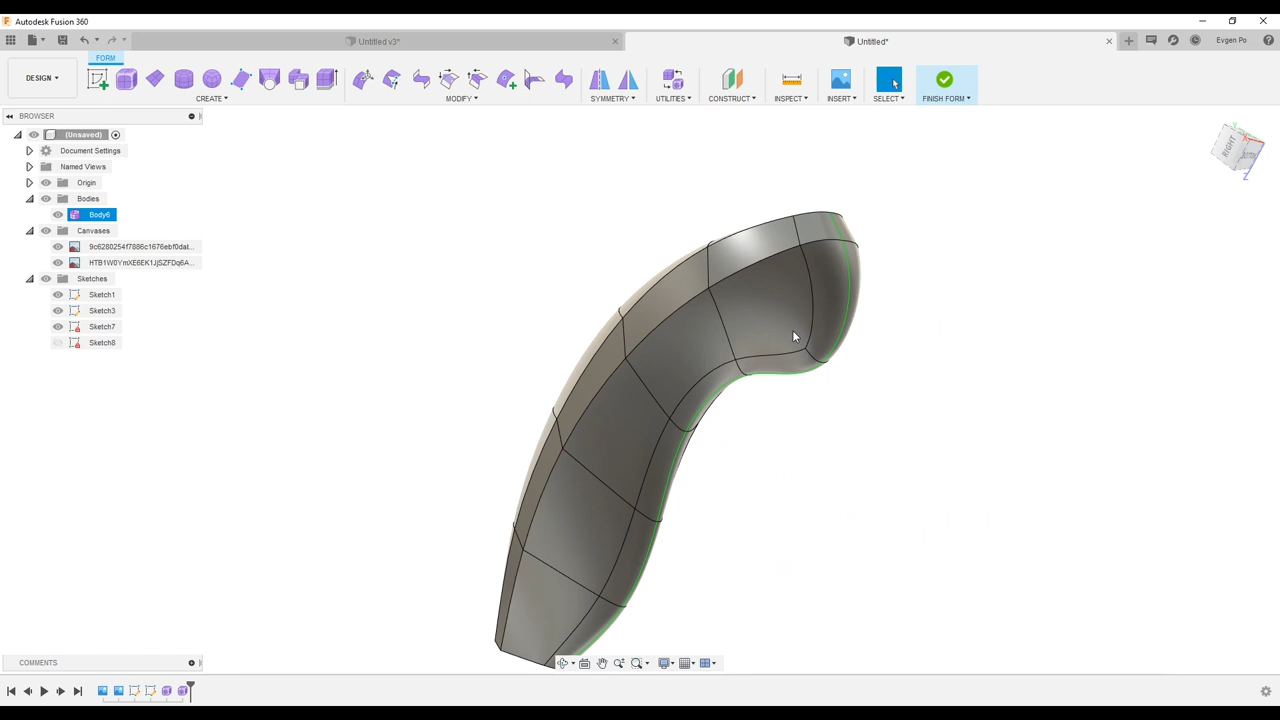 Autodesk Fusion 360
Untitled v3*
Untitled*
Evgen Po
DESIGN
FORM
CREATE
MODIFY
SYMMETRY
UTILITIES
CONSTRUCT
INSPECT
INSERT
SELECT
FINISH FORM
BROWSER
(Unsaved)
Document Settings
Named Views
Origin
Bodies
Body6
Canvases
9c6280254f7886c1676ebf0dat...
HTB1W0YmXE6EK1JjSZFDq6A...
Sketches
Sketch1
Sketch3
Sketch7
Sketch8
RIGHT
X
Y
Z
COMMENTS